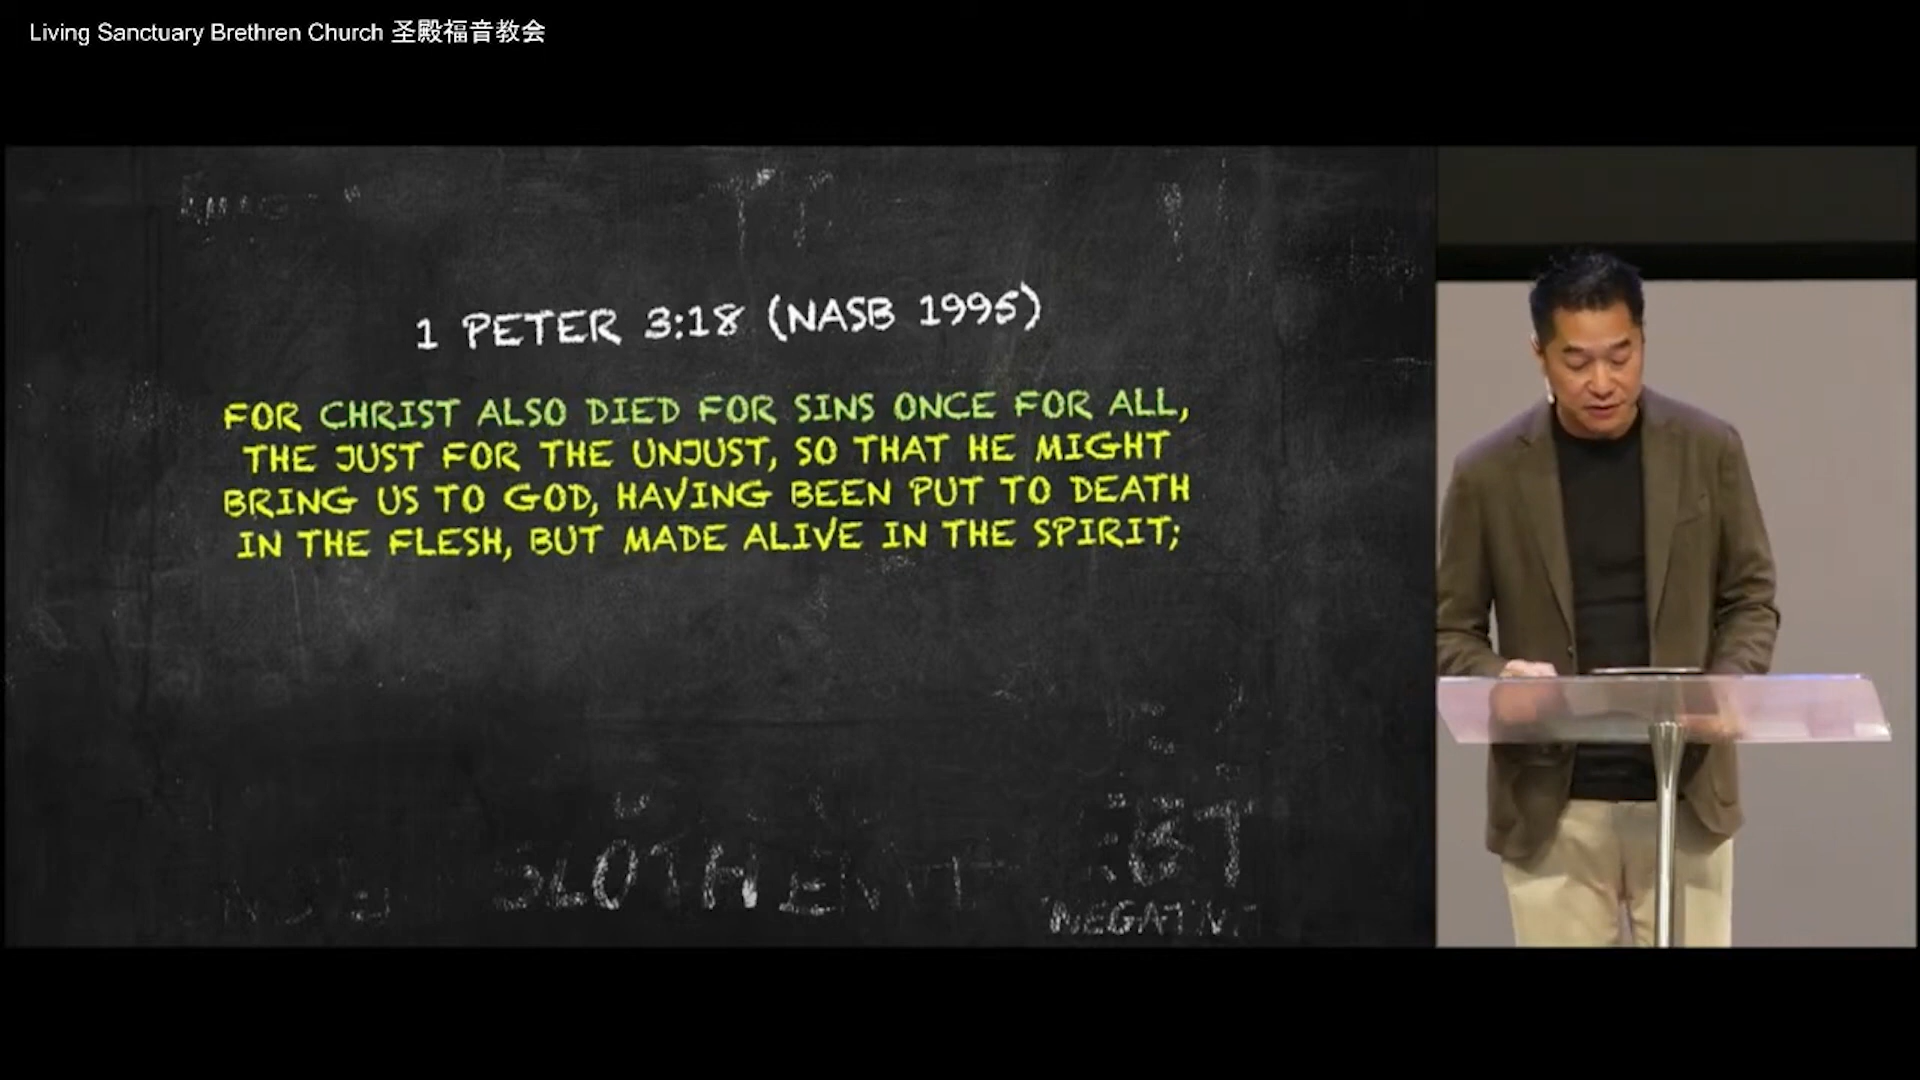 Living Sanctuary Brethren Church 圣殿福音教会
1 PETER 3:18 (NASB 1995)
FOR CHRIST ALSO DIED FOR SINS ONCE FOR ALL,
THE JUST FOR THE UNJUST, SO THAT HE MIGHT
BRING US TO GOD, HAVING BEEN PUT TO DEATH
IN THE FLESH, BUT MADE ALIVE IN THE SPIRIT;